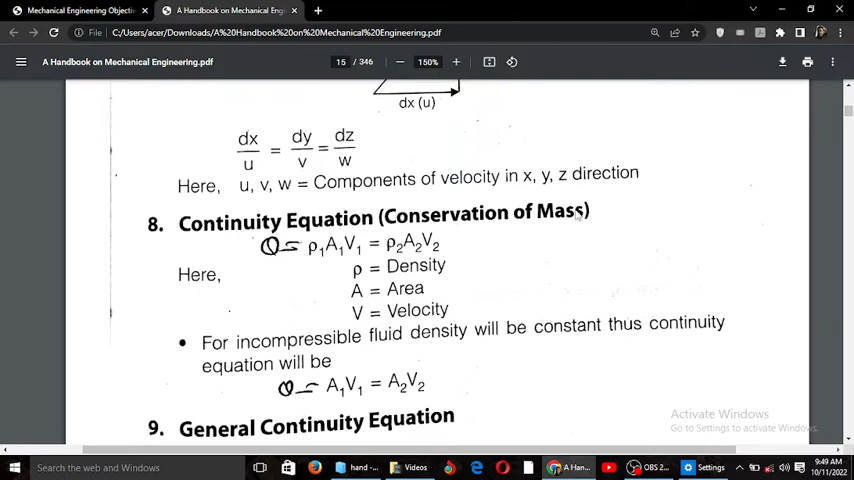 Mechanical Engineering Objectiv
A Handbook on Mechanical Engi
File C:/Users/acer/Downloads/A%20Handbook%20on%20Mechanical%20Engineering.pdf
A Handbook on Mechanical Engineering.pdf
15 / 346
150%
dx (u)
dx/u = dy/v = dz/w
Here, u, v, w = Components of velocity in x, y, z direction
8. Continuity Equation (Conservation of Mass)
Q = ρ₁A₁V₁ = ρ₂A₂V₂
Here, ρ = Density
A = Area
V = Velocity
• For incompressible fluid density will be constant thus continuity
equation will be
Q = A₁V₁ = A₂V₂
9. General Continuity Equation
Activate Windows
Go to Settings to activate Windows.
Search the web and Windows
hand -...
Videos
A Han...
OBS 2...
Settings
9:49 AM
10/11/2022